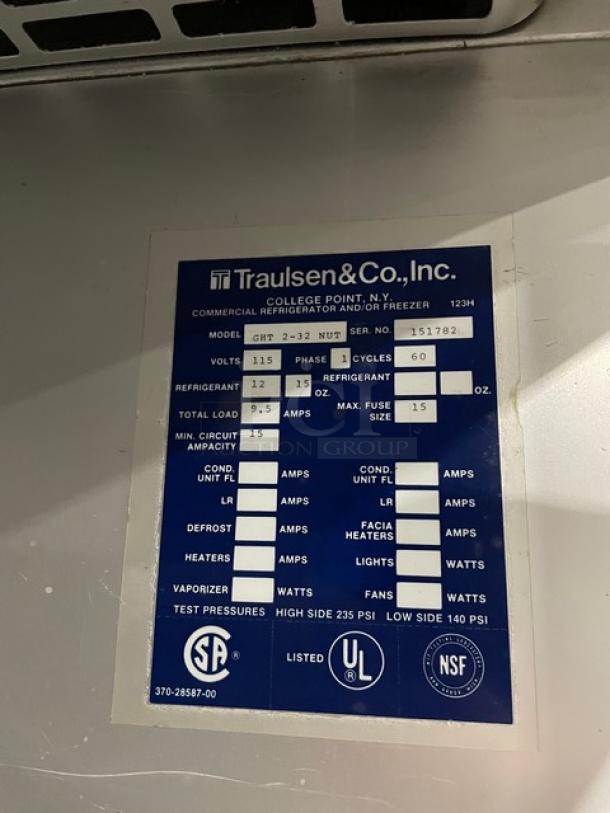 Traulsen&Co.,Inc.
COLLEGE POINT, N.Y.
COMMERCIAL REFRIGERATOR AND/OR FREEZER 123H
MODEL GHT 2-32 NUT SER. NO. 151782
VOLTS 115 PHASE 1 CYCLES 60
REFRIGERANT 12 15 OZ. REFRIGERANT OZ.
TOTAL LOAD 9.5 AMPS MAX. FUSE SIZE 15
MIN. CIRCUIT AMPACITY 15
COND. UNIT FL AMPS COND. UNIT FL AMPS
LR AMPS LR AMPS
DEFROST AMPS FACIA HEATERS AMPS
HEATERS AMPS LIGHTS WATTS
VAPORIZER WATTS FANS WATTS
TEST PRESSURES HIGH SIDE 235 PSI LOW SIDE 140 PSI
SA ® LISTED UL ® NSF
370-28587-00